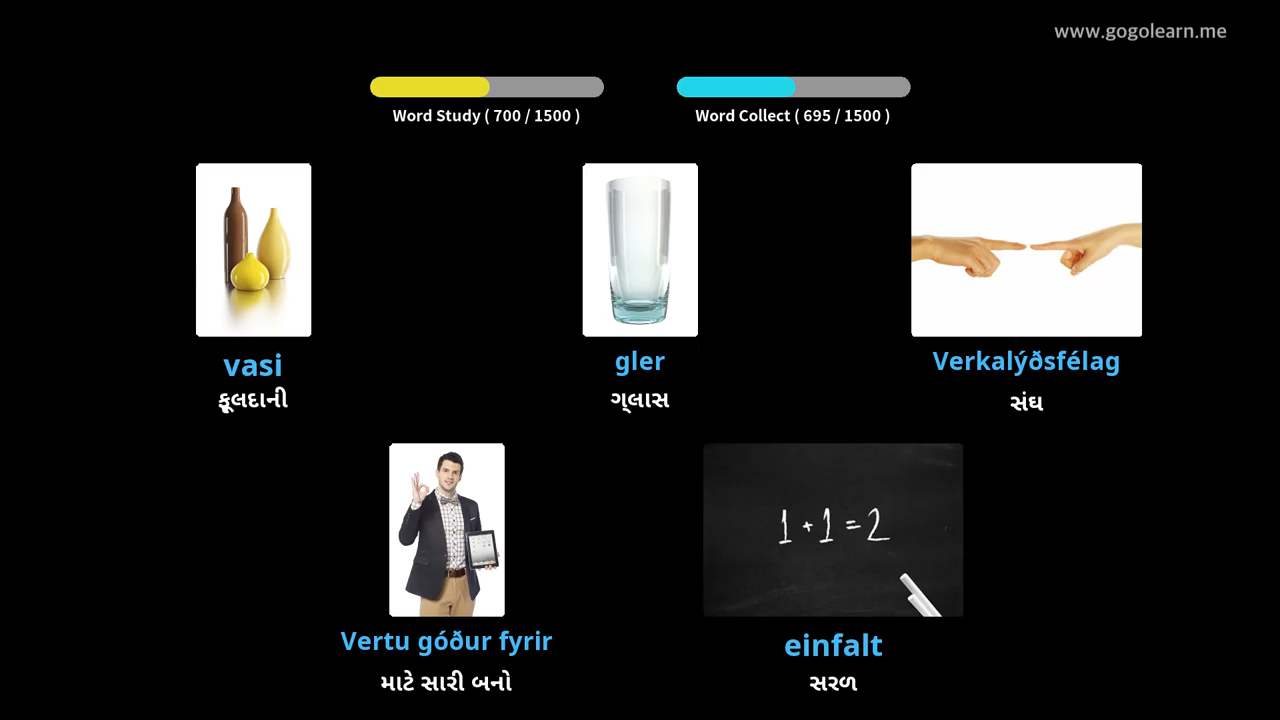 www.gogolearn.me
Word Study ( 700 / 1500 )
Word Collect ( 695 / 1500 )
vasi
ફૂલદાની
gler
ગ્લાસ
Verkalýðsfélag
સંઘ
1 + 1 = 2
Vertu góður fyrir
માટે સારી બનો
einfalt
સરળ